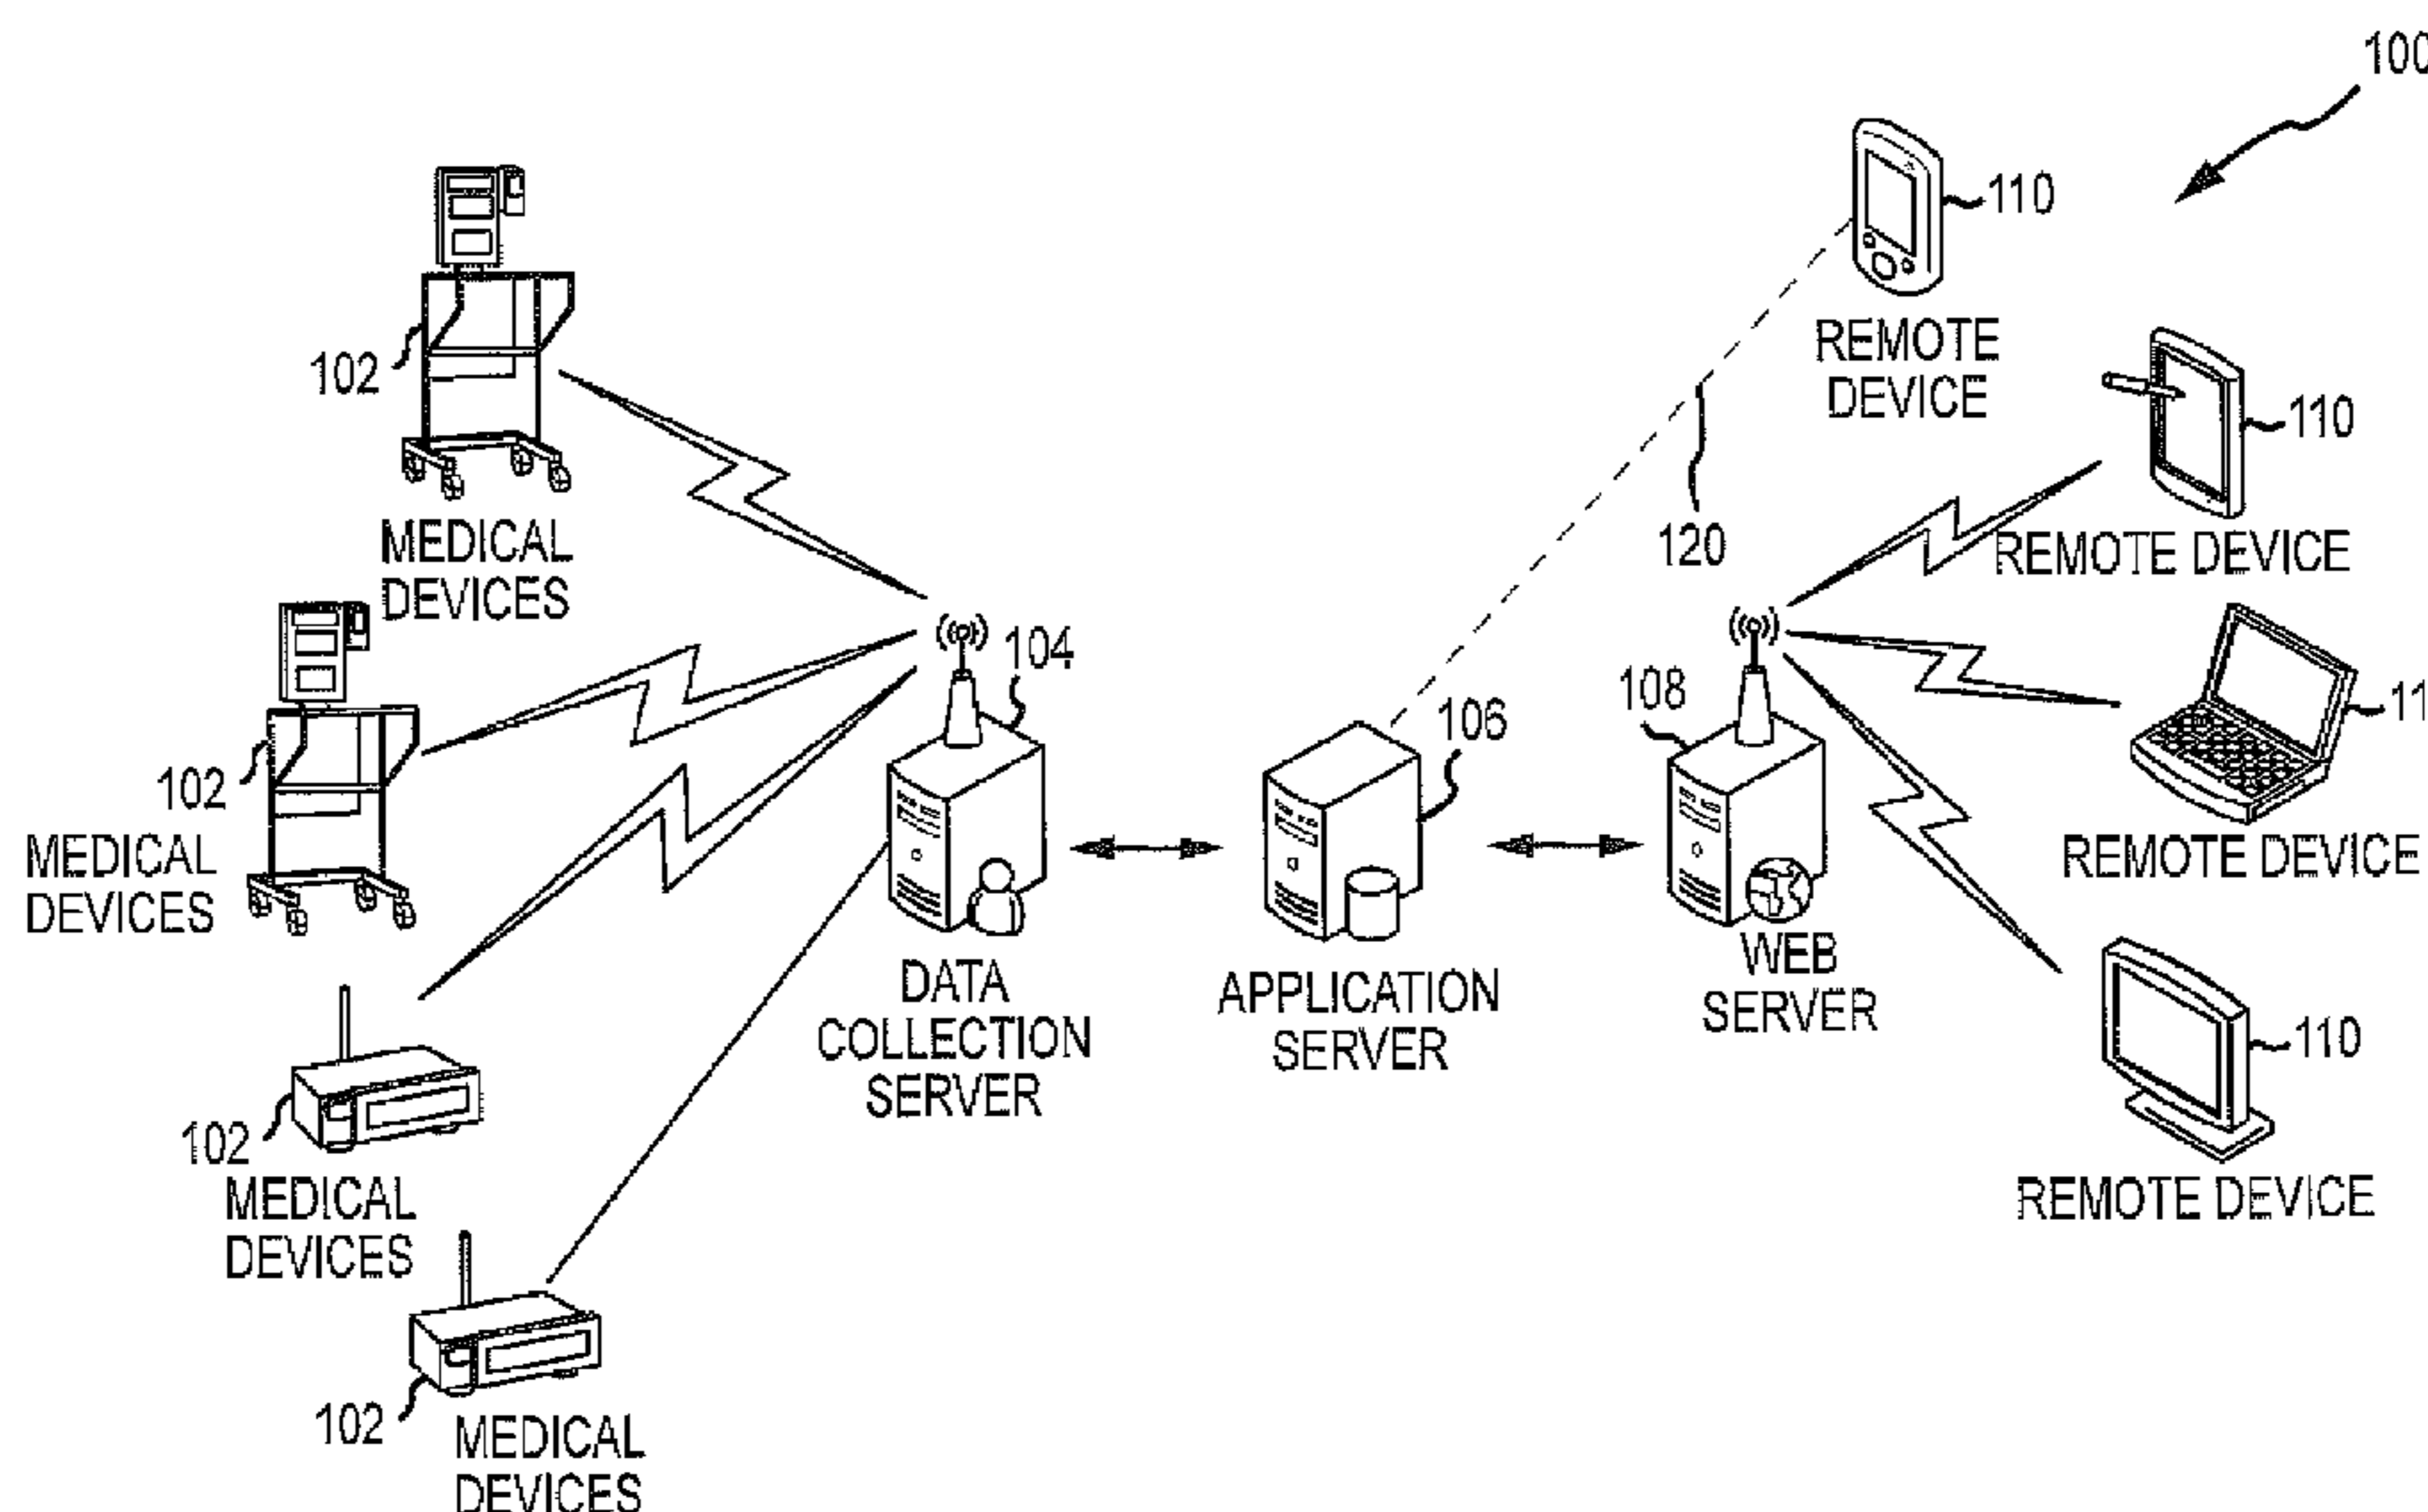 100
110
REMOTE
DEVICE
102
MEDICAL
DEVICES
110
REMOTE DEVICE
120
104
102
MEDICAL
DEVICES
106
108
11
REMOTE DEVICE
DATA
COLLECTION
SERVER
APPLICATION
SERVER
WEB
SERVER
110
REMOTE DEVICE
102
MEDICAL
DEVICES
102
MEDICAL
DEVICES